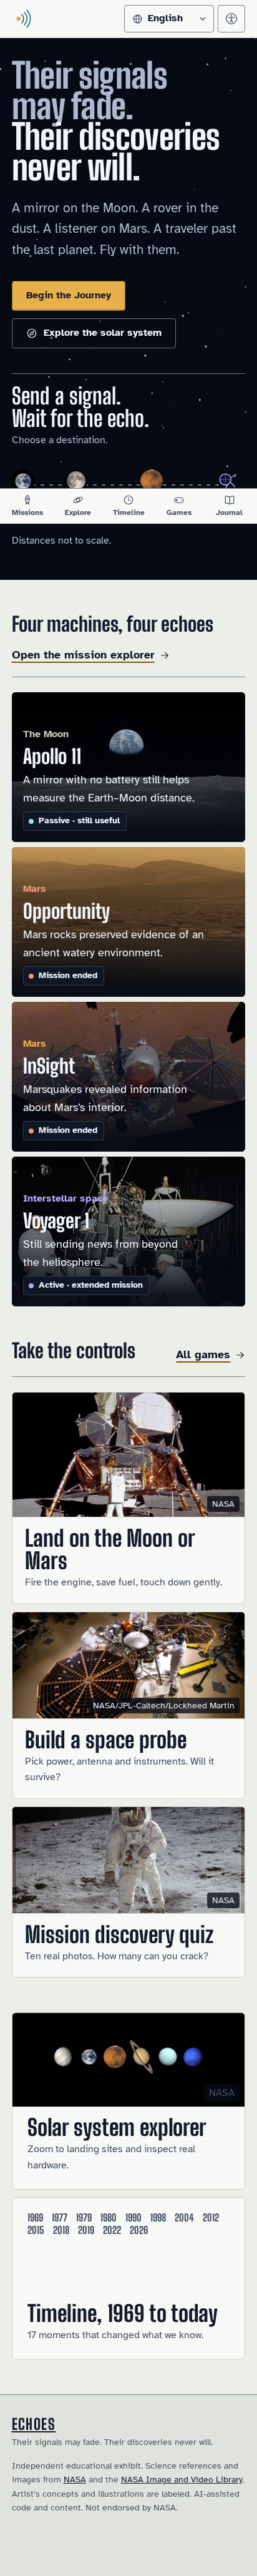 English
Their signals
may fade.
Their discoveries
never will.
A mirror on the Moon. A rover in the
dust. A listener on Mars. A traveler past
the last planet. Fly with them.
Begin the Journey
Explore the solar system
Send a signal.
Wait for the echo.
Choose a destination.
Missions
Explore
Timeline
Games
Journal
Distances not to scale.
Four machines, four echoes
Open the mission explorer →
The Moon
Apollo 11
A mirror with no battery still helps
measure the Earth–Moon distance.
Passive · still useful
Mars
Opportunity
Mars rocks preserved evidence of an
ancient watery environment.
Mission ended
Mars
InSight
Marsquakes revealed information
about Mars's interior.
Mission ended
Interstellar space
Voyager 1
Still sending news from beyond
the heliosphere.
Active · extended mission
Take the controls
All games →
NASA
Land on the Moon or
Mars
Fire the engine, save fuel, touch down gently.
NASA/JPL-Caltech/Lockheed Martin
Build a space probe
Pick power, antenna and instruments. Will it
survive?
NASA
Mission discovery quiz
Ten real photos. How many can you crack?
NASA
Solar system explorer
Zoom to landing sites and inspect real
hardware.
1969 1977 1979 1980 1990 1998 2004 2012
2015 2018 2019 2022 2026
Timeline, 1969 to today
17 moments that changed what we know.
ECHOES
Their signals may fade. Their discoveries never will.
Independent educational exhibit. Science references and
images from NASA and the NASA Image and Video Library.
Artist's concepts and illustrations are labeled. AI-assisted
code and content. Not endorsed by NASA.